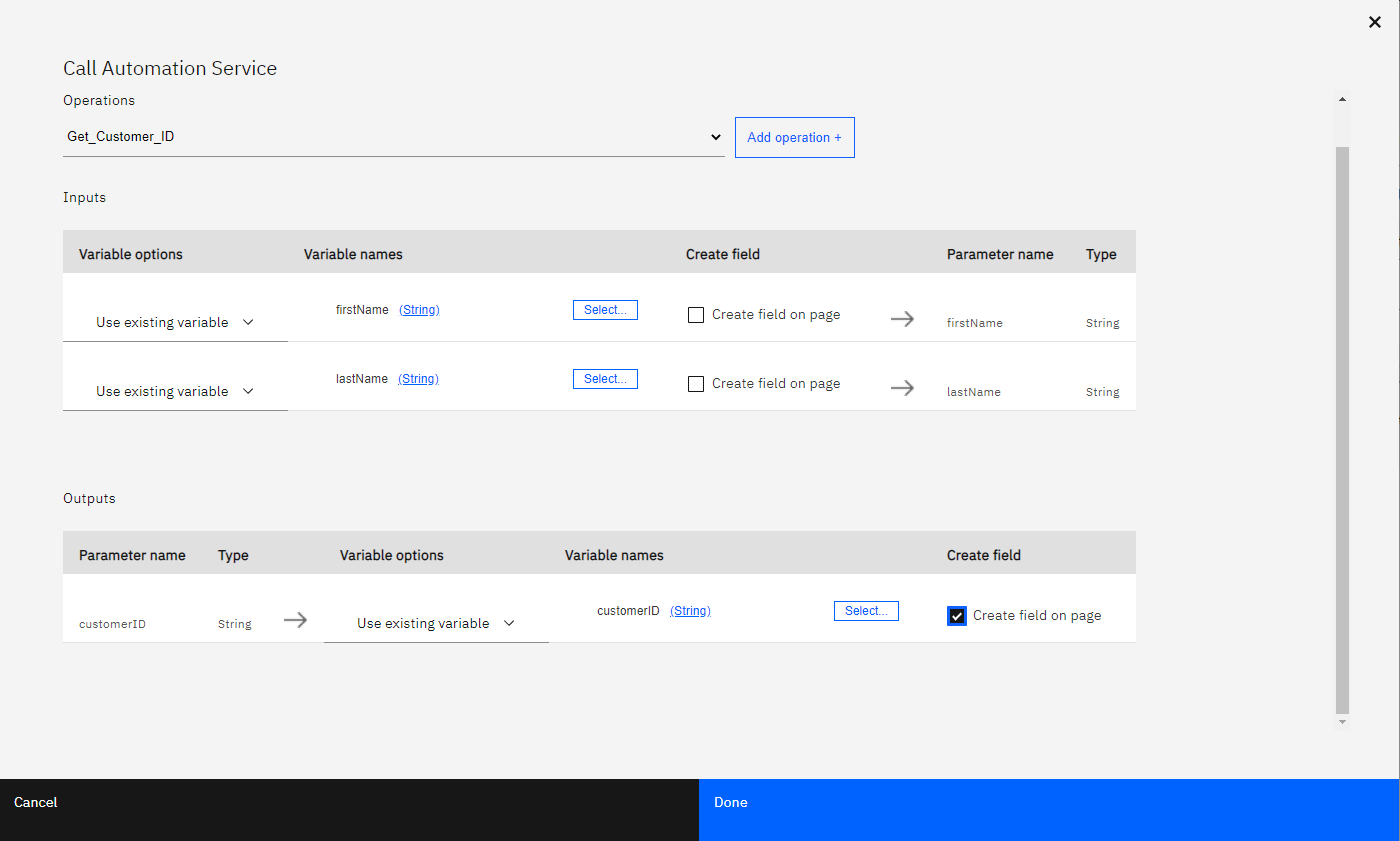 Call Automation Service
Operations
Get_Customer_ID
Add operation +
Inputs
Variable options Variable names Create field Parameter name Type
Use existing variable firstName (String) Select... Create field on page firstName String
Use existing variable lastName (String) Select... Create field on page lastName String
Outputs
Parameter name Type Variable options Variable names Create field
customerID String Use existing variable customerID (String) Select... Create field on page
Cancel Done